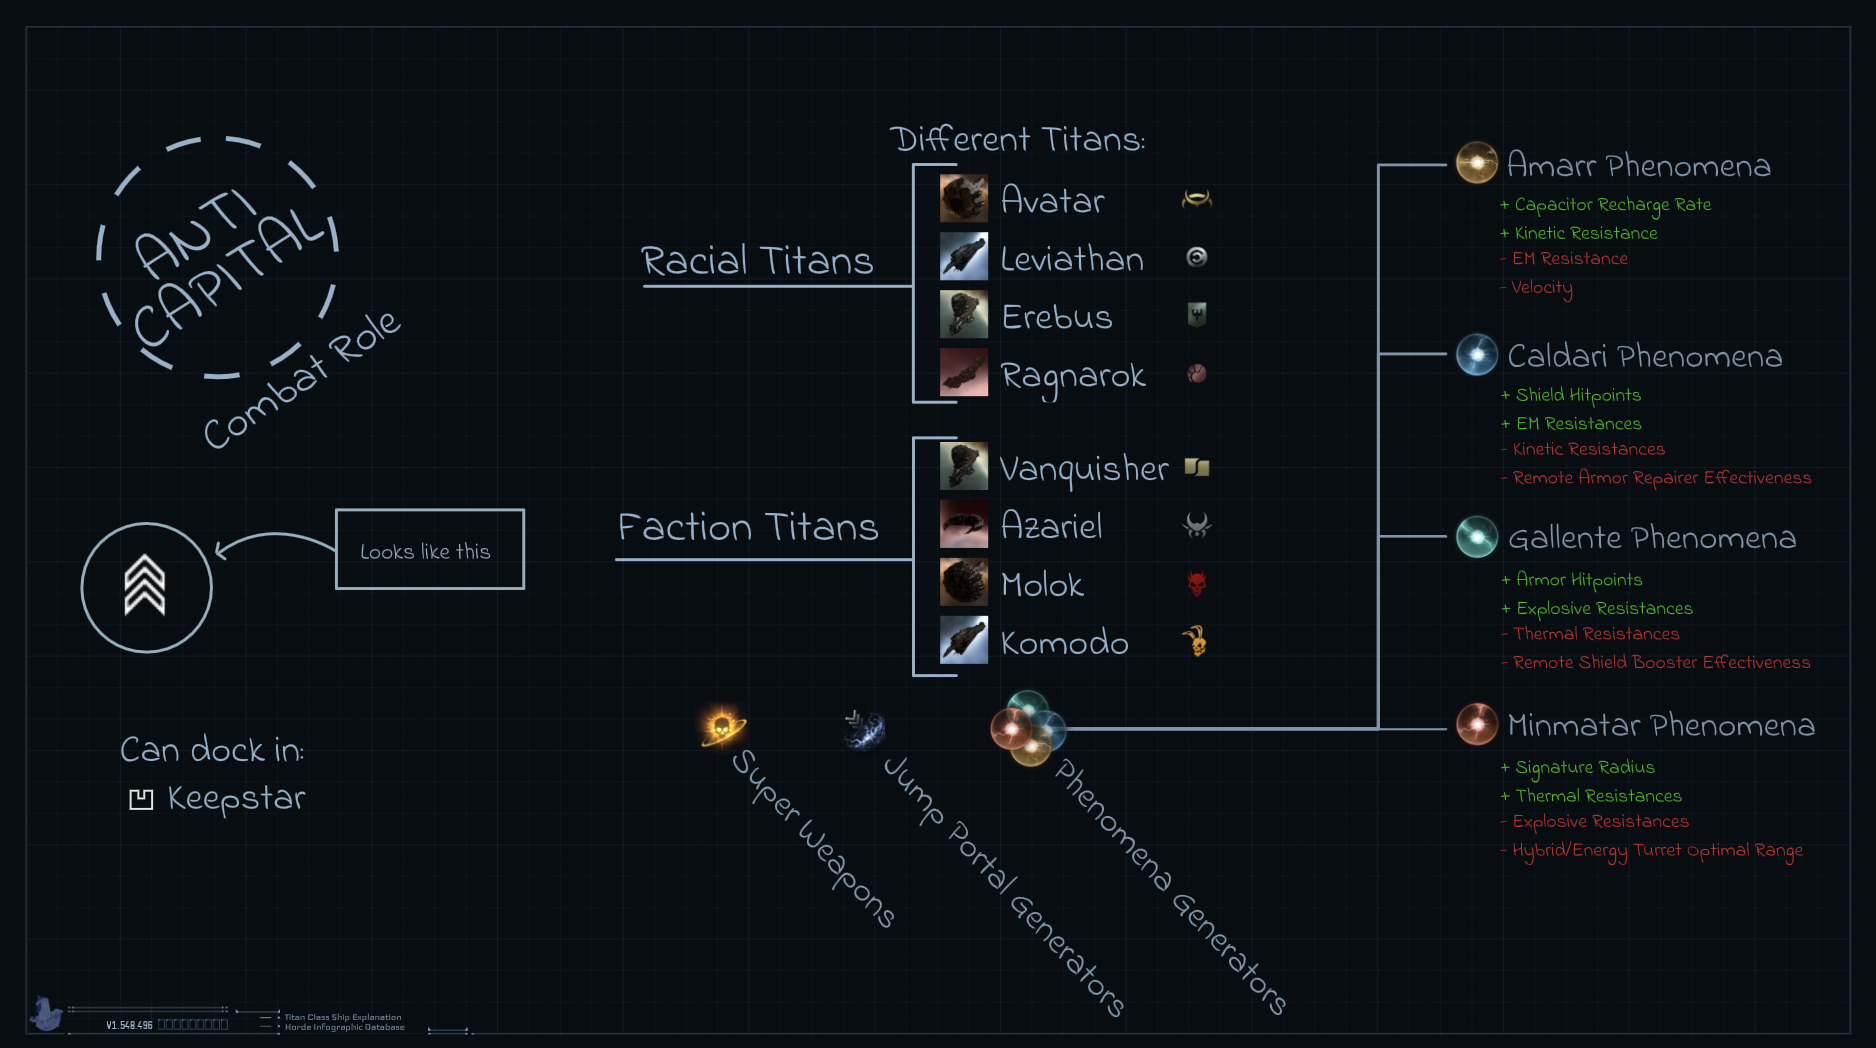 ANTI
CAPITAL
Combat Role
Looks like this
Can dock in:
Keepstar
Different Titans:
Racial Titans
Avatar
Leviathan
Erebus
Ragnarok
Faction Titans
Vanquisher
Azariel
Molok
Komodo
Super Weapons
Jump Portal Generators
Phenomena Generators
Amarr Phenomena
+ Capacitor Recharge Rate
+ Kinetic Resistance
- EM Resistance
- Velocity
Caldari Phenomena
+ Shield Hitpoints
+ EM Resistances
- Kinetic Resistances
- Remote Armor Repairer Effectiveness
Gallente Phenomena
+ Armor Hitpoints
+ Explosive Resistances
- Thermal Resistances
- Remote Shield Booster Effectiveness
Minmatar Phenomena
+ Signature Radius
+ Thermal Resistances
- Explosive Resistances
- Hybrid/Energy Turret Optimal Range
V1.548.496
Titan Class Ship Explanation
Horde Infographic Database